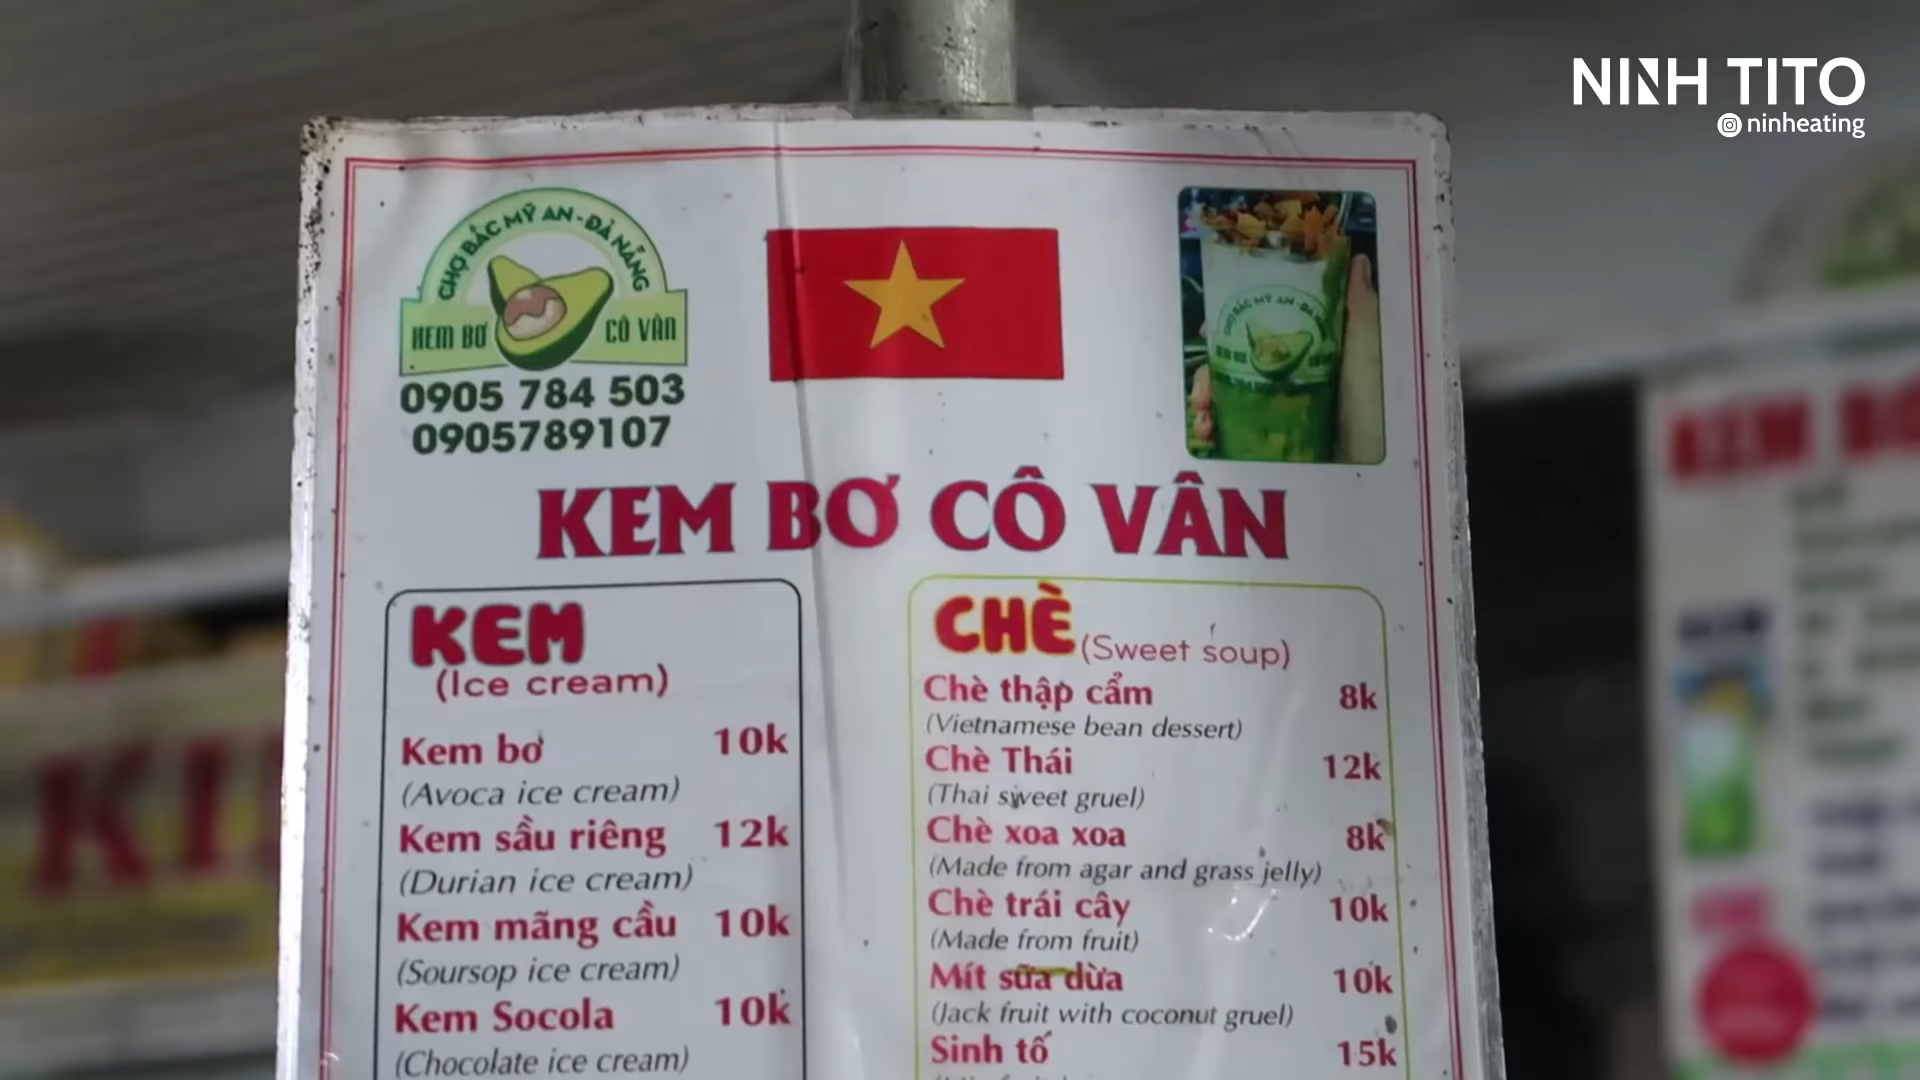 NINH TITO
ninheating
CHỢ BẮC MỸ AN - ĐÀ NẴNG
KEM BƠ CÔ VÂN
0905 784 503
0905789107
KEM BƠ CÔ VÂN
KEM
(Ice cream)
Kem bơ 10k
(Avoca ice cream)
Kem sầu riêng 12k
(Durian ice cream)
Kem mãng cầu 10k
(Soursop ice cream)
Kem Socola 10k
(Chocolate ice cream)
CHÈ (Sweet soup)
Chè thập cẩm 8k
(Vietnamese bean dessert)
Chè Thái 12k
(Thai sweet gruel)
Chè xoa xoa 8k
(Made from agar and grass jelly)
Chè trái cây 10k
(Made from fruit)
Mít sữa dừa 10k
(Jack fruit with coconut gruel)
Sinh tố 15k